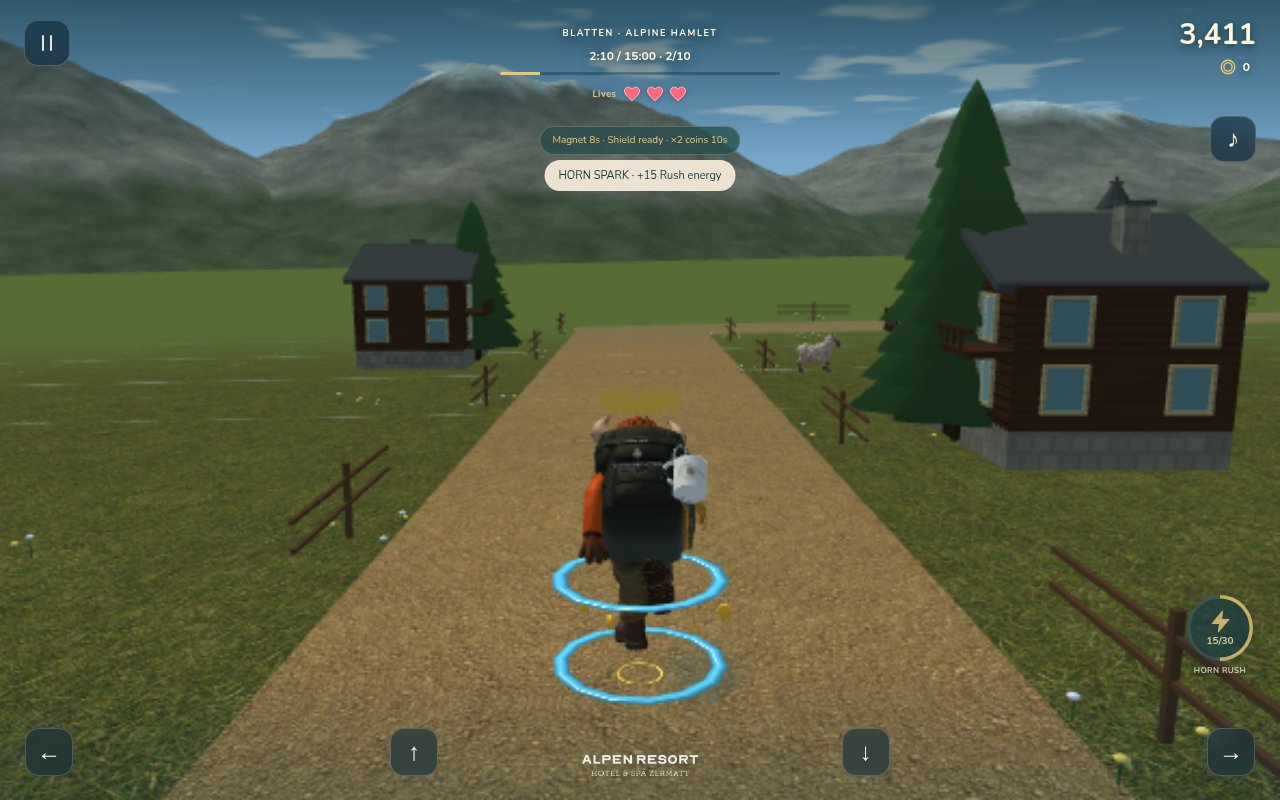 BLATTEN · ALPINE HAMLET
2:10 / 15:00 · 2/10
Lives
3,411
0
Magnet 8s · Shield ready · ×2 coins 10s
HORN SPARK · +15 Rush energy
15/30
HORN RUSH
← ↑ ↓ →
ALPEN RESORT
HOTEL & SPA ZERMATT